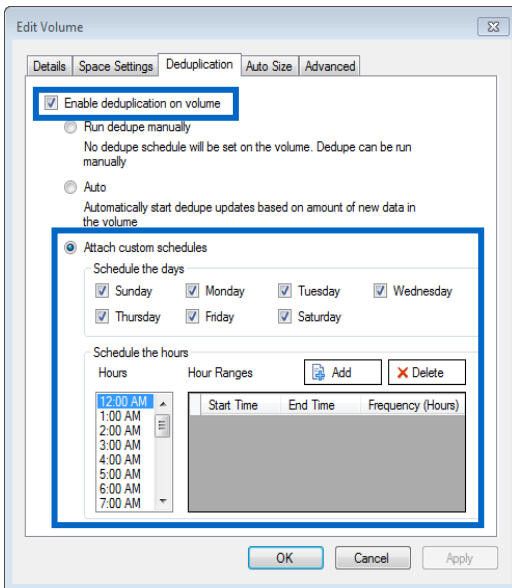 Edit Volume
Details Space Settings Deduplication Auto Size Advanced
Enable deduplication on volume
Run dedupe manually
No dedupe schedule will be set on the volume. Dedupe can be run
manually
Auto
Automatically start dedupe updates based on amount of new data in
the volume
Attach custom schedules
Schedule the days
Sunday Monday Tuesday Wednesday
Thursday Friday Saturday
Schedule the hours
Hours Hour Ranges Add Delete
12:00 AM Start Time End Time Frequency (Hours)
1:00 AM
2:00 AM
3:00 AM
4:00 AM
5:00 AM
6:00 AM
7:00 AM
OK Cancel Apply